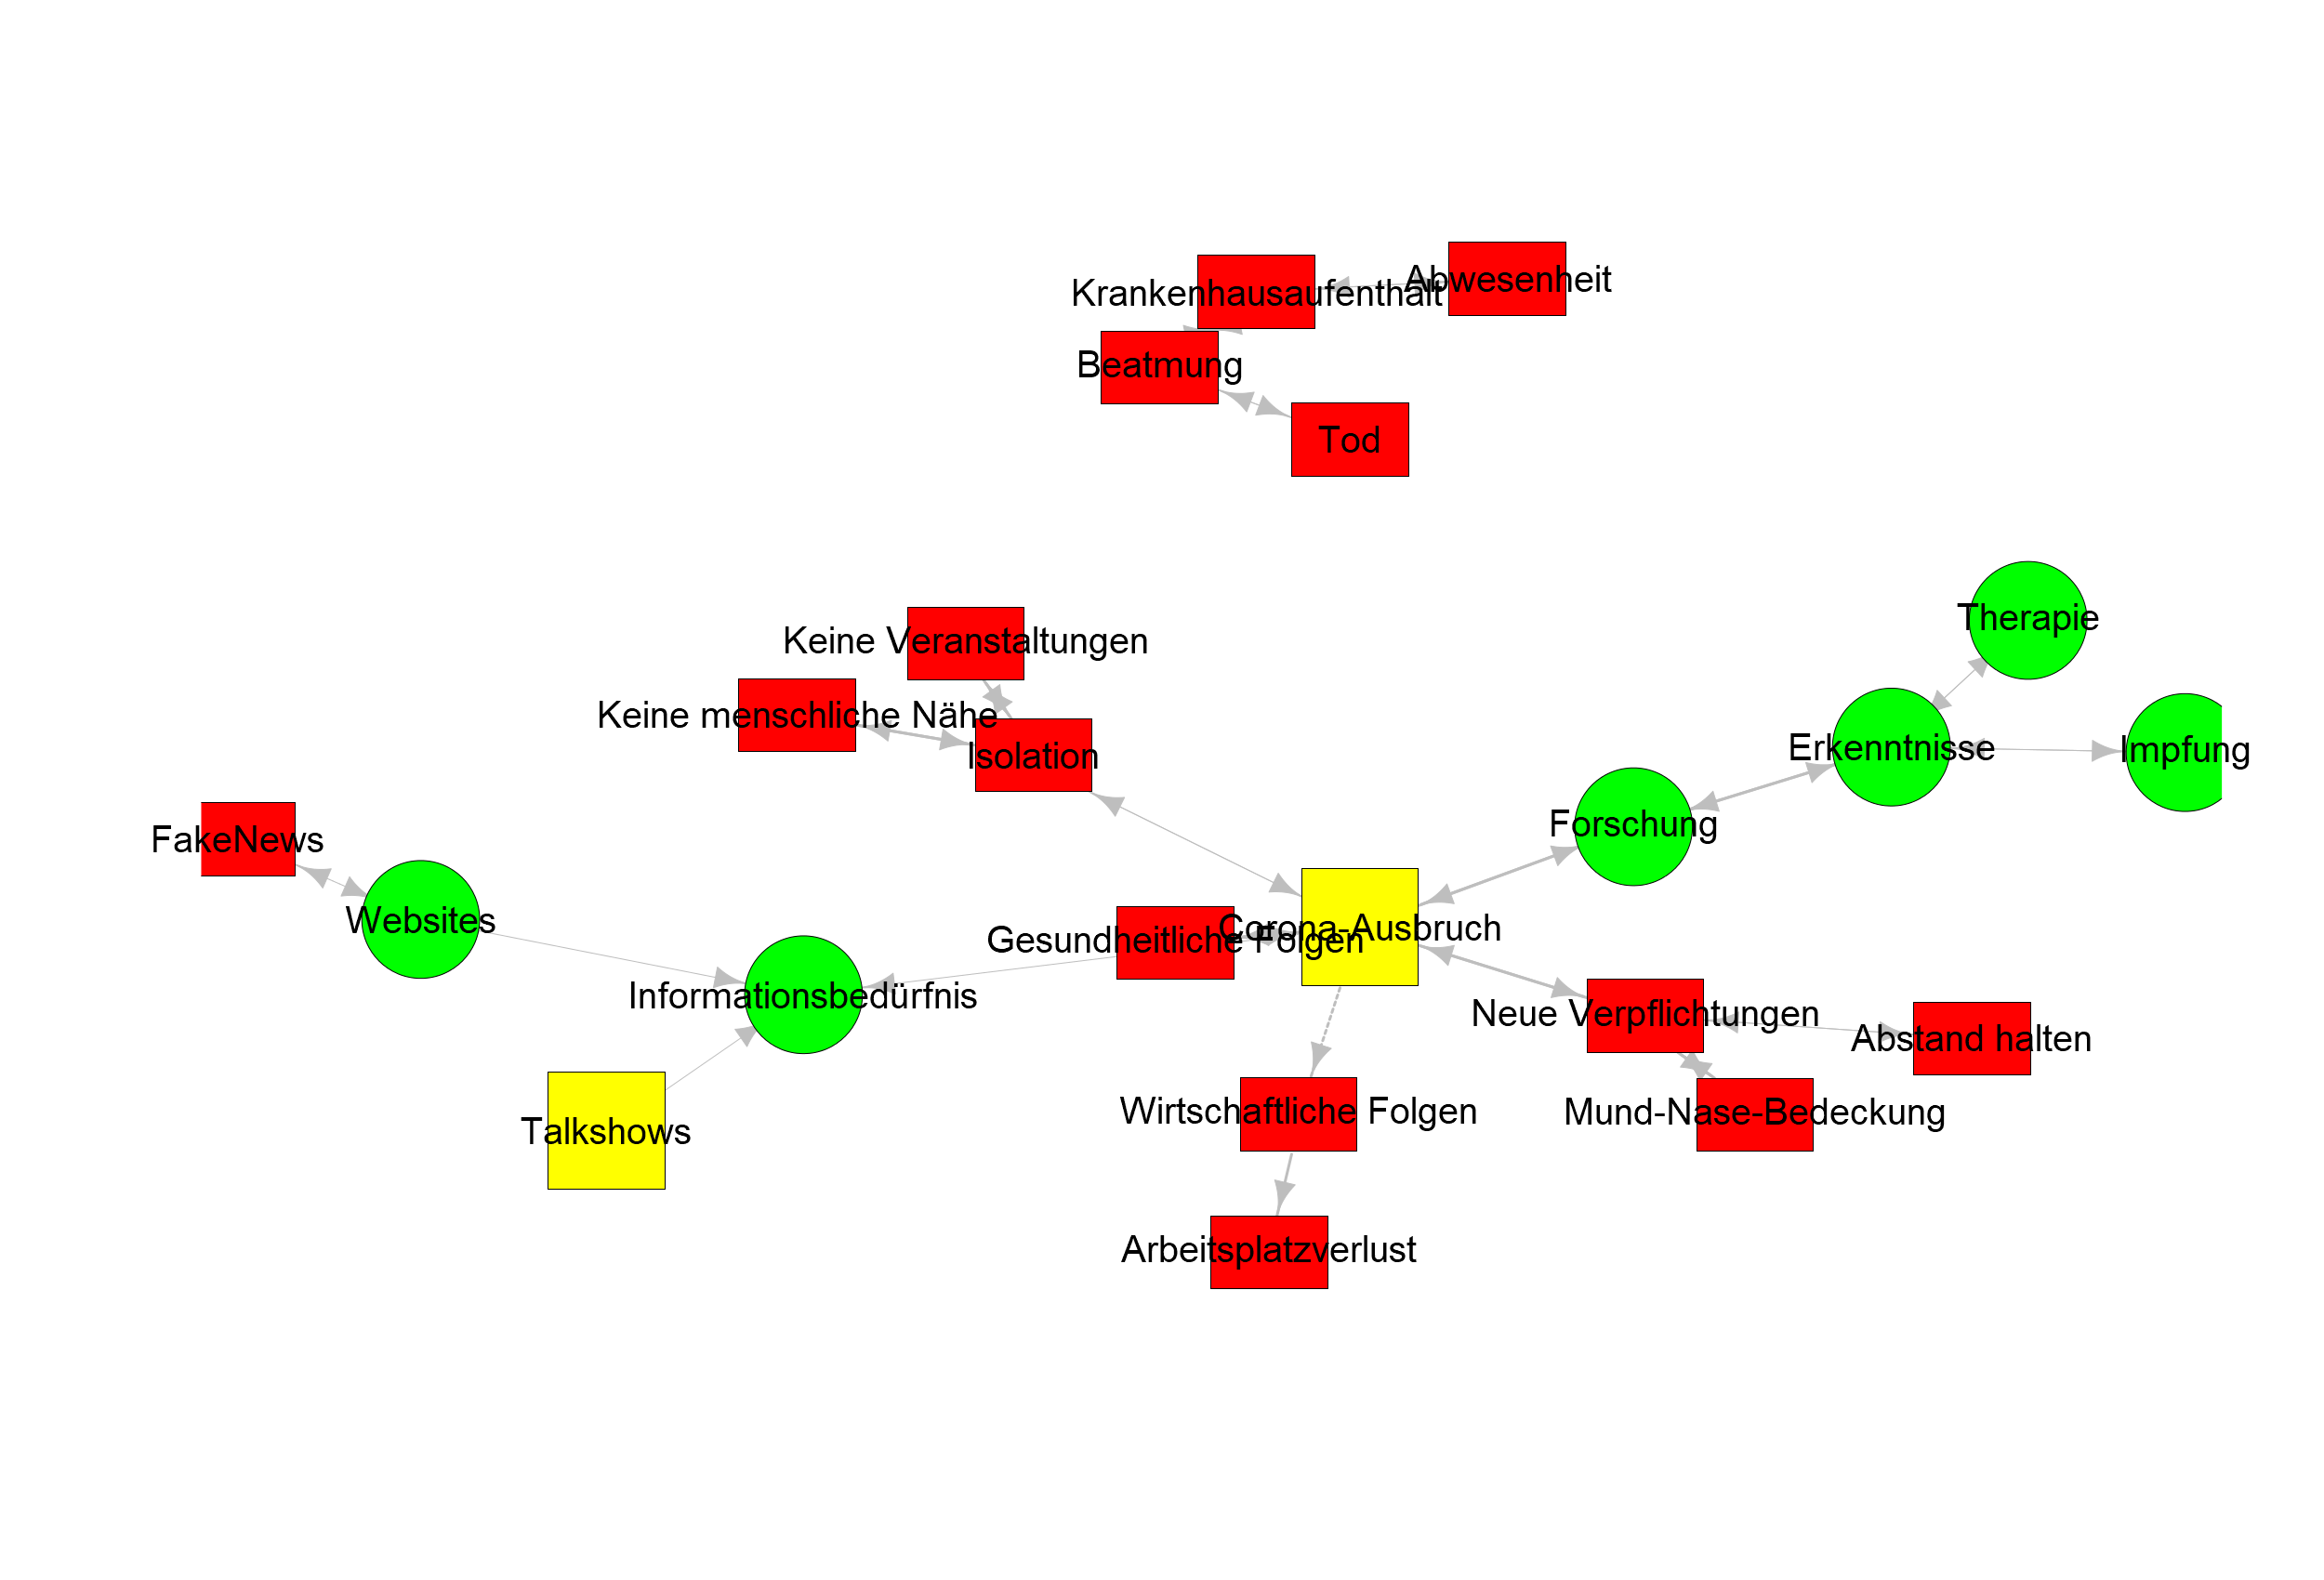 Abwesenheit
Krankenhausaufenthalt
Beatmung
Tod
Therapie
Keine Veranstaltungen
Keine menschliche Nähe
Isolation
Erkenntnisse
Impfung
Forschung
FakeNews
Websites
Corona-Ausbruch
Gesundheitliche Folgen
Informationsbedürfnis
Neue Verpflichtungen
Abstand halten
Wirtschaftliche Folgen
Mund-Nase-Bedeckung
Talkshows
Arbeitsplatzverlust